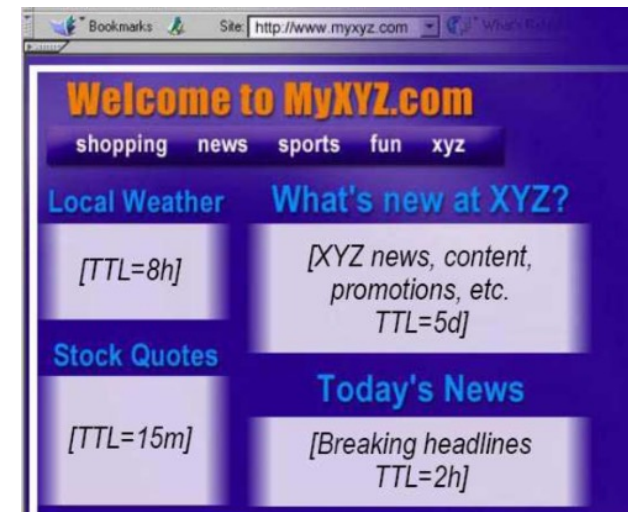 Bookmarks Site: http://www.myxyz.com What's
Welcome to MyXYZ.com
shopping news sports fun xyz
Local Weather
[TTL=8h]
Stock Quotes
[TTL=15m]
What's new at XYZ?
[XYZ news, content,
promotions, etc.
TTL=5d]
Today's News
[Breaking headlines
TTL=2h]